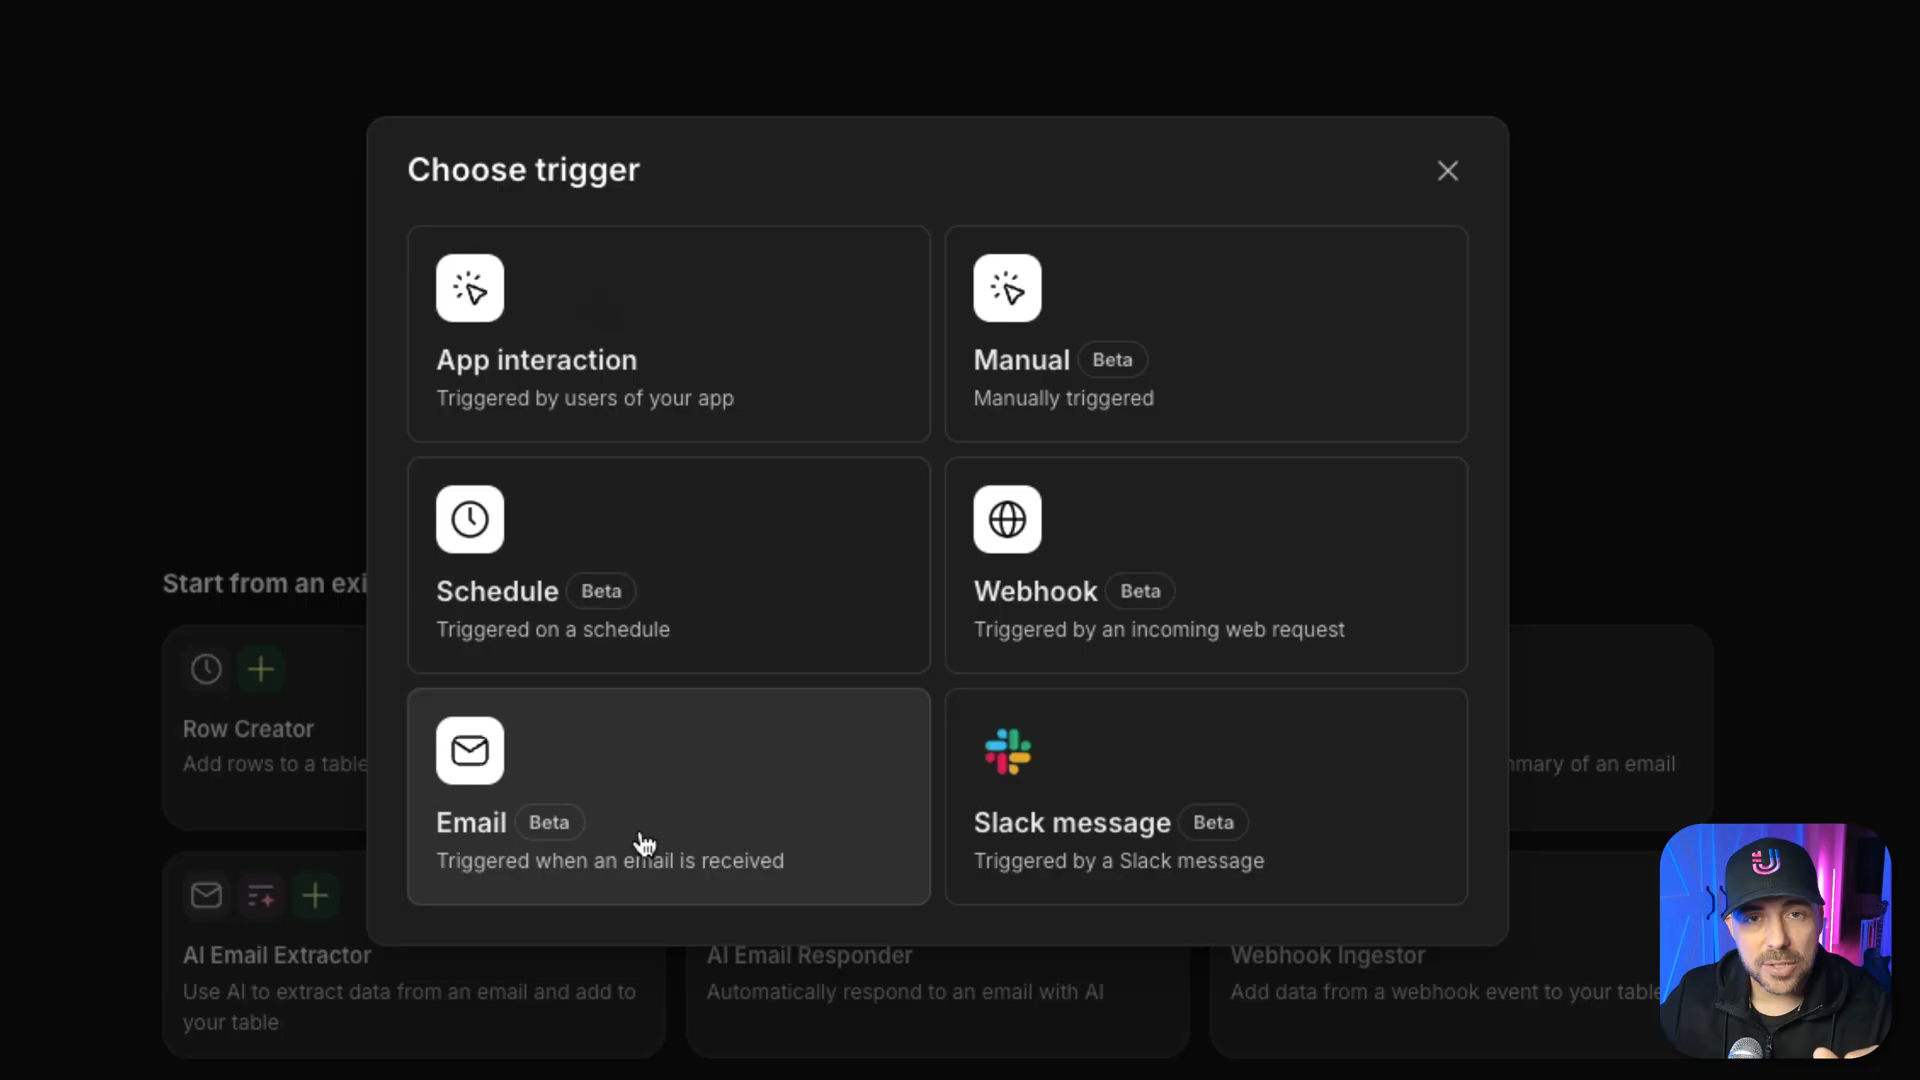 Choose trigger
App interaction
Triggered by users of your app
Manual Beta
Manually triggered
Schedule Beta
Triggered on a schedule
Webhook Beta
Triggered by an incoming web request
Email Beta
Triggered when an email is received
Slack message Beta
Triggered by a Slack message
Start from an exi
Row Creator
Add rows to a table
mary of an email
AI Email Extractor
Use AI to extract data from an email and add to
your table
AI Email Responder
Automatically respond to an email with AI
Webhook Ingestor
Add data from a webhook event to your table